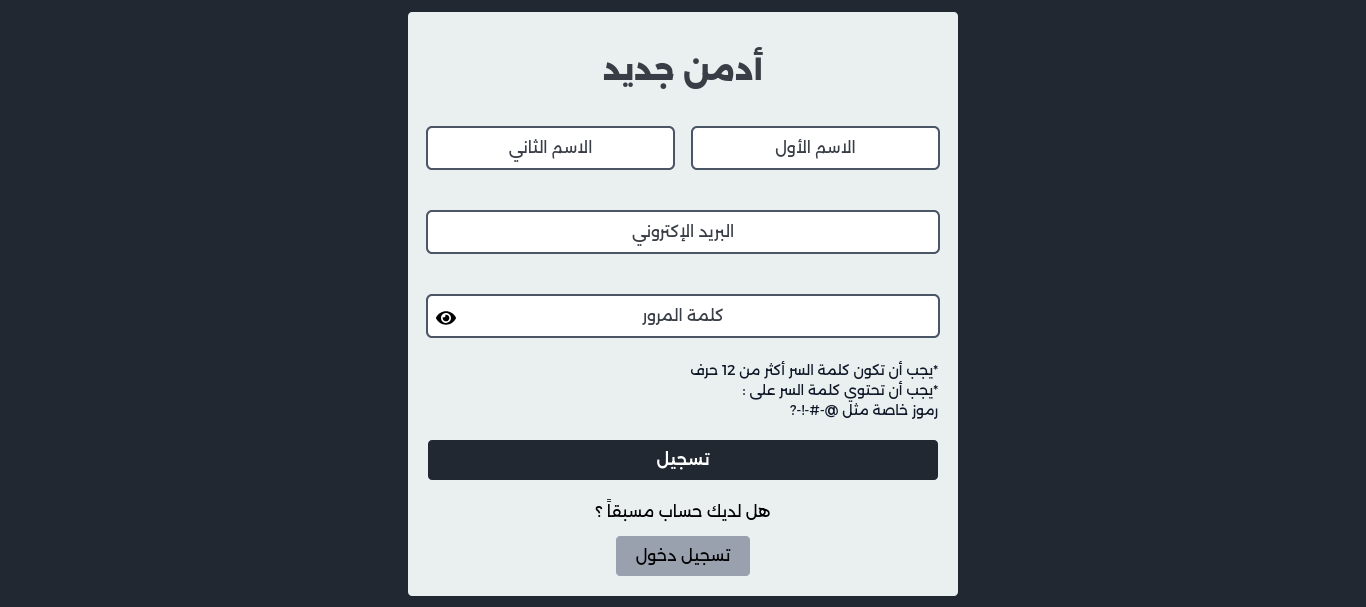 أدمن جديد
الاسم الأول
الاسم الثاني
البريد الإكتروني
كلمة المرور
*يجب أن تكون كلمة السر أكثر من 12 حرف
*يجب أن تحتوي كلمة السر على :
رموز خاصة مثل @-#-!-?
تسجيل
هل لديك حساب مسبقاً ؟
تسجيل دخول